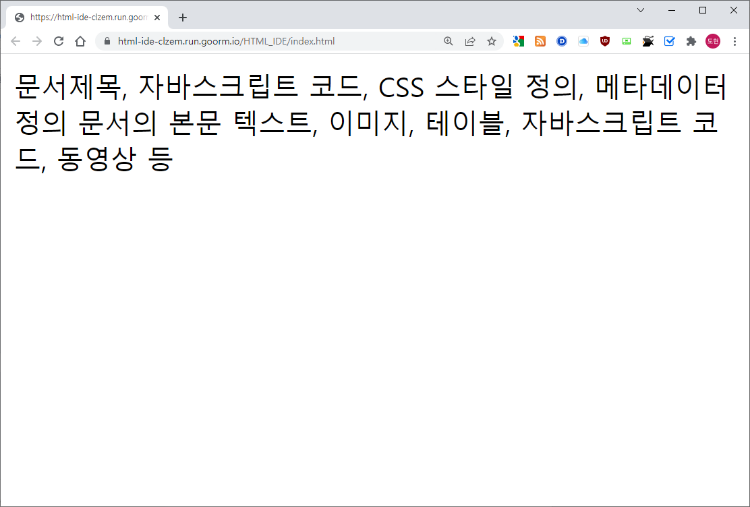 https://html-ide-clzem.run.goorm
html-ide-clzem.run.goorm.io/HTML_IDE/index.html
도진
문서제목, 자바스크립트 코드, CSS 스타일 정의, 메타데이터
정의 문서의 본문 텍스트, 이미지, 테이블, 자바스크립트 코
드, 동영상 등